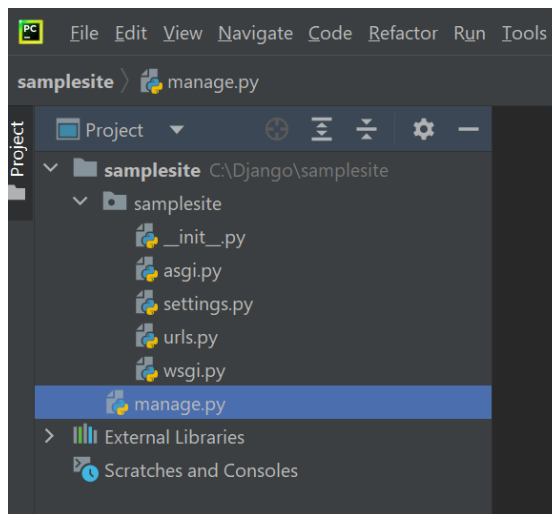 PC
File Edit View Navigate Code Refactor Run Tools
samplesite manage.py
Project
Project
samplesite C:\Django\samplesite
samplesite
__init__.py
asgi.py
settings.py
urls.py
wsgi.py
manage.py
External Libraries
Scratches and Consoles